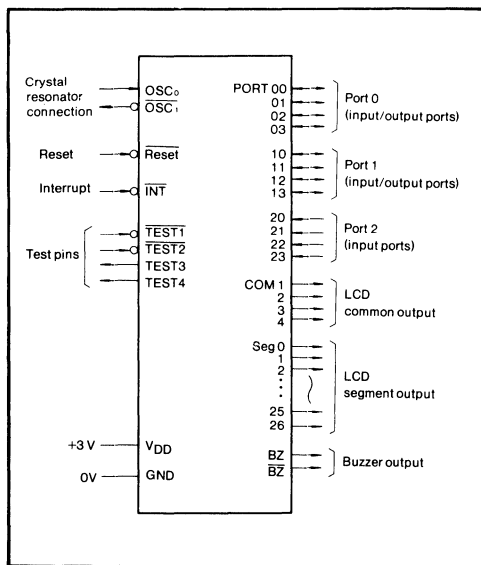 Crystal
resonator
connection
OSC₀
OSC₁
Reset
Reset
Interrupt
INT
Test pins
TEST1
TEST2
TEST3
TEST4
+3 V
VDD
0V
GND
PORT 00
01
02
03
Port 0
(input/output ports)
10
11
12
13
Port 1
(input/output ports)
20
21
22
23
Port 2
(input ports)
COM 1
2
3
4
LCD
common output
Seg 0
1
2
25
26
LCD
segment output
BZ
BZ
Buzzer output